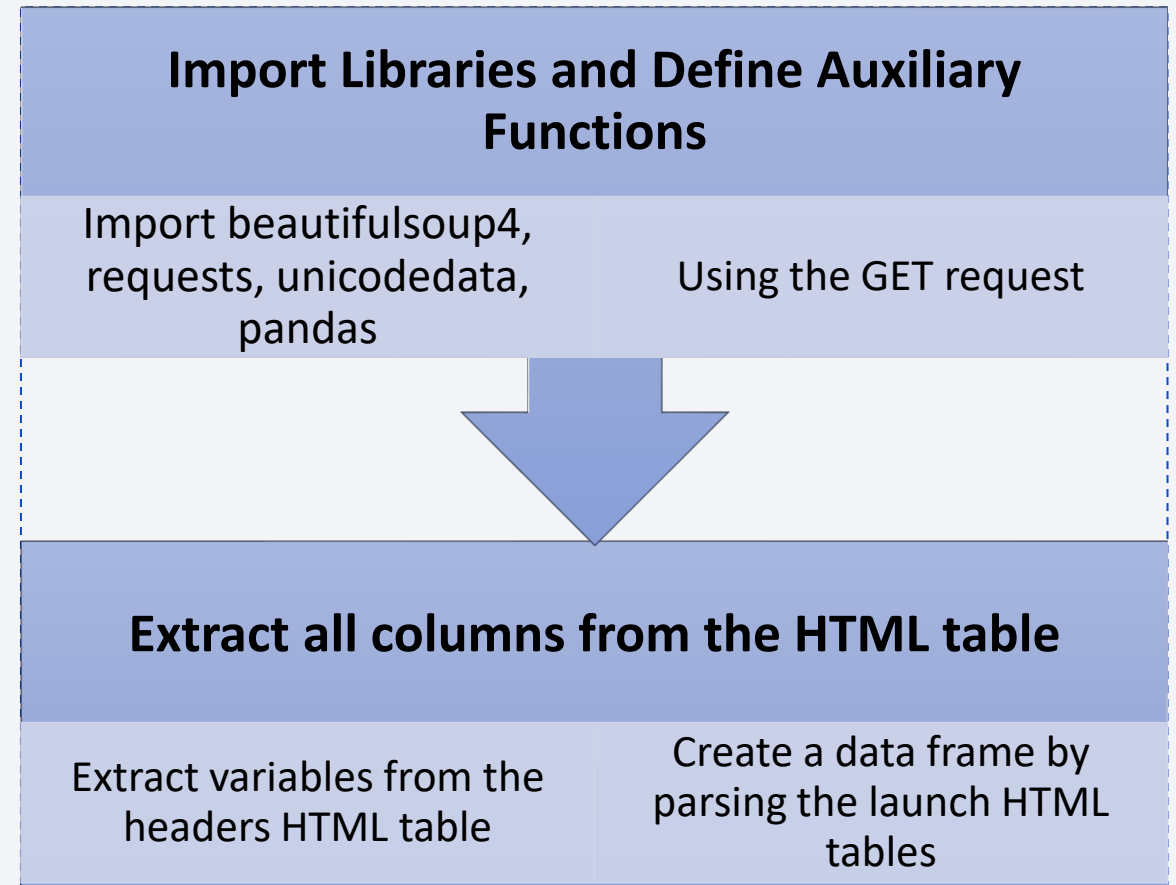 Import Libraries and Define Auxiliary
Functions
Import beautifulsoup4,
requests, unicodedata,
pandas
Using the GET request
Extract all columns from the HTML table
Extract variables from the
headers HTML table
Create a data frame by
parsing the launch HTML
tables